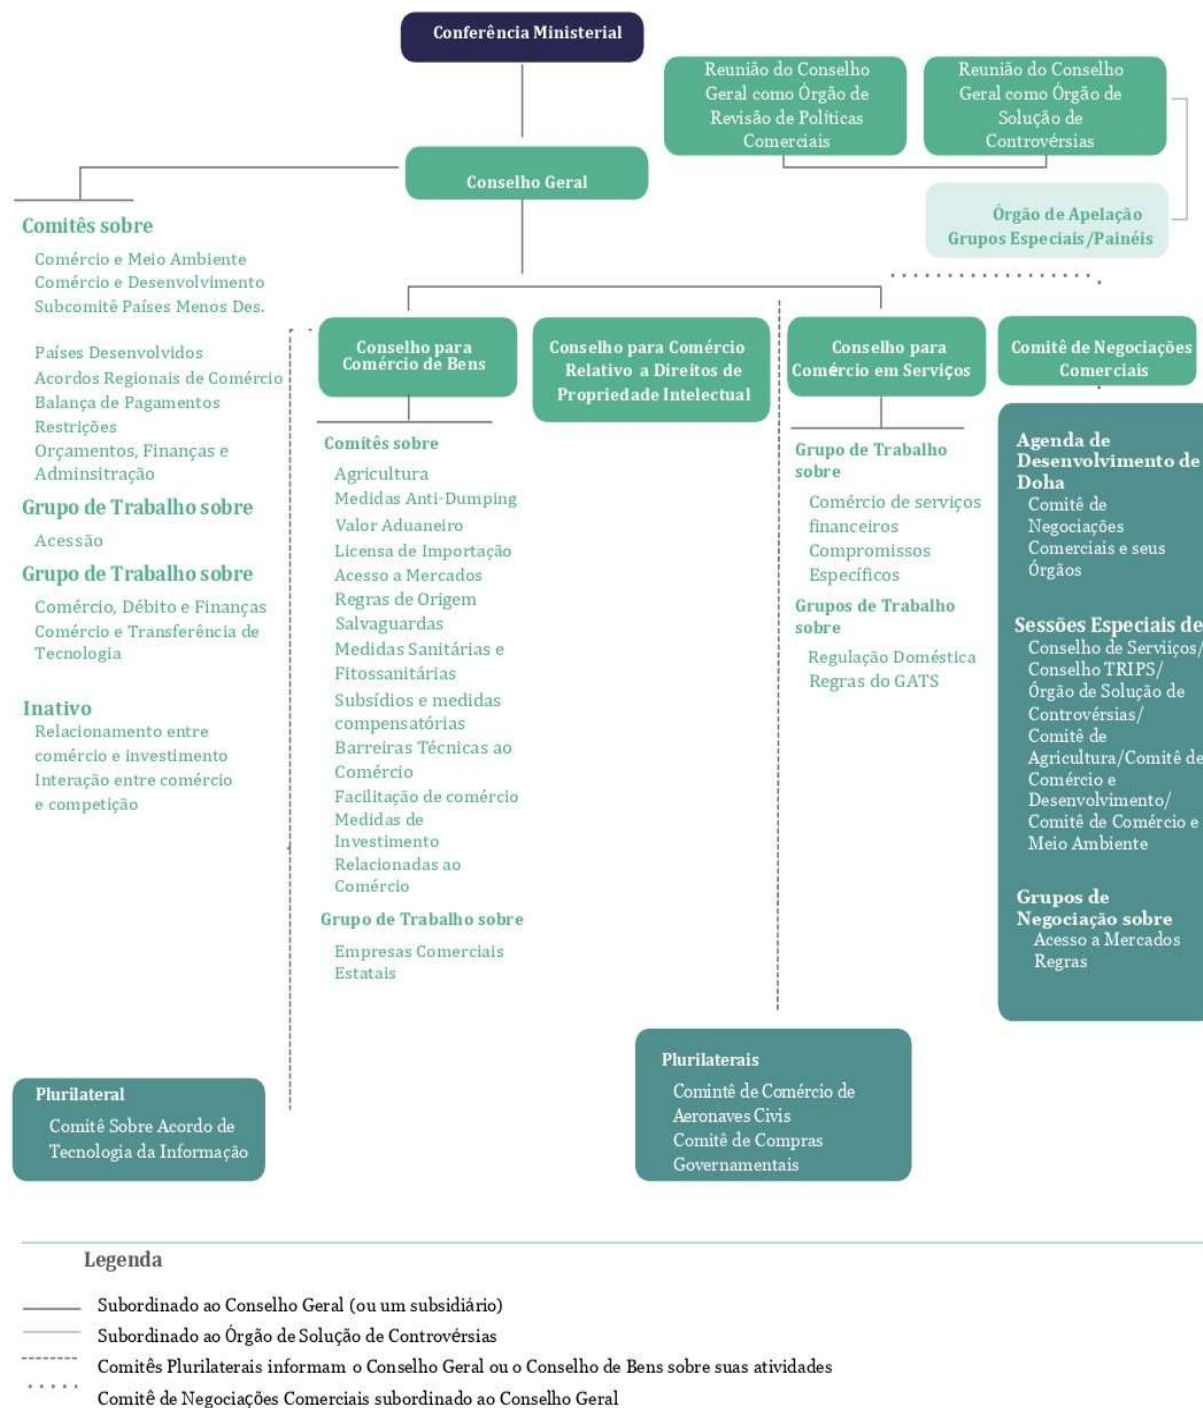 Conferência Ministerial
Reunião do Conselho
Geral como Órgão de
Revisão de Políticas
Comerciais
Reunião do Conselho
Geral como Órgão de
Solução de
Controvérsias
Conselho Geral
Órgão de Apelação
Grupos Especiais/Painéis
Comitês sobre
Comércio e Meio Ambiente
Comércio e Desenvolvimento
Subcomitê Países Menos Des.
Países Desenvolvidos
Acordos Regionais de Comércio
Balança de Pagamentos
Restrições
Orçamentos, Finanças e
Adminsitração
Grupo de Trabalho sobre
Acessão
Grupo de Trabalho sobre
Comércio, Débito e Finanças
Comércio e Transferência de
Tecnologia
Inativo
Relacionamento entre
comércio e investimento
Interação entre comércio
e competição
Plurilateral
Comitê Sobre Acordo de
Tecnologia da Informação
Conselho para
Comércio de Bens
Comitês sobre
Agricultura
Medidas Anti-Dumping
Valor Aduaneiro
Licensa de Importação
Acesso a Mercados
Regras de Origem
Salvaguardas
Medidas Sanitárias e
Fitossanitárias
Subsídios e medidas
compensatórias
Barreiras Técnicas ao
Comércio
Facilitação de comércio
Medidas de
Investimento
Relacionadas ao
Comércio
Grupo de Trabalho sobre
Empresas Comerciais
Estatais
Conselho para Comércio
Relativo a Direitos de
Propriedade Intelectual
Plurilaterais
Comintê de Comércio de
Aeronaves Civis
Comitê de Compras
Governamentais
Conselho para
Comércio em Serviços
Grupo de Trabalho
sobre
Comércio de serviços
financeiros
Compromissos
Específicos
Grupos de Trabalho
sobre
Regulação Doméstica
Regras do GATS
Comitê de Negociações
Comerciais
Agenda de
Desenvolvimento de
Doha
Comitê de
Negociações
Comerciais e seus
Órgãos
Sessões Especiais de
Conselho de Serviiços/
Conselho TRIPS/
Órgão de Solução de
Controvérsias/
Comitê de
Agricultura/Comitê de
Comércio e
Desenvolvimento/
Comitê de Comércio e
Meio Ambiente
Grupos de
Negociação sobre
Acesso a Mercados
Regras
Legenda
Subordinado ao Conselho Geral (ou um subsidiário)
Subordinado ao Órgão de Solução de Controvérsias
Comitês Plurilaterais informam o Conselho Geral ou o Conselho de Bens sobre suas atividades
Comitê de Negociações Comerciais subordinado ao Conselho Geral